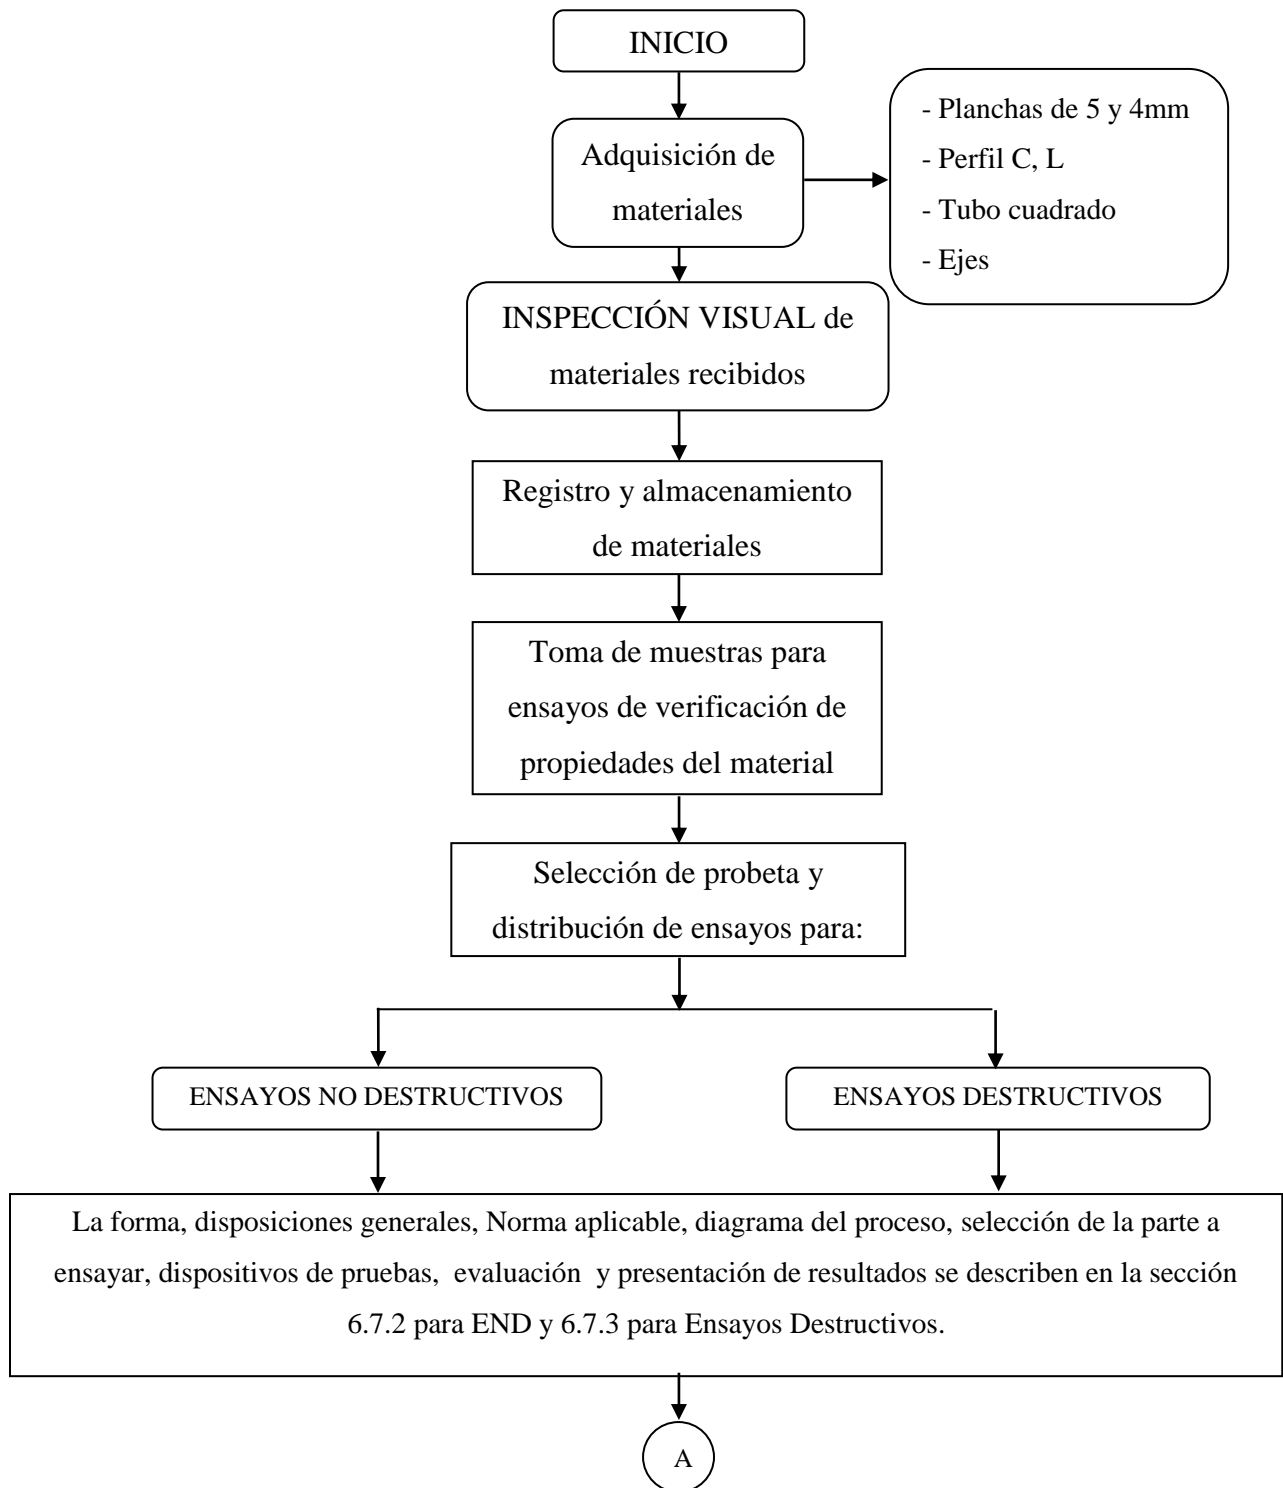 INICIO
Adquisición de
materiales
- Planchas de 5 y 4mm
- Perfil C, L
- Tubo cuadrado
- Ejes
INSPECCIÓN VISUAL de
materiales recibidos
Registro y almacenamiento
de materiales
Toma de muestras para
ensayos de verificación de
propiedades del material
Selección de probeta y
distribución de ensayos para:
ENSAYOS NO DESTRUCTIVOS
ENSAYOS DESTRUCTIVOS
La forma, disposiciones generales, Norma aplicable, diagrama del proceso, selección de la parte a
ensayar, dispositivos de pruebas, evaluación y presentación de resultados se describen en la sección
6.7.2 para END y 6.7.3 para Ensayos Destructivos.
A